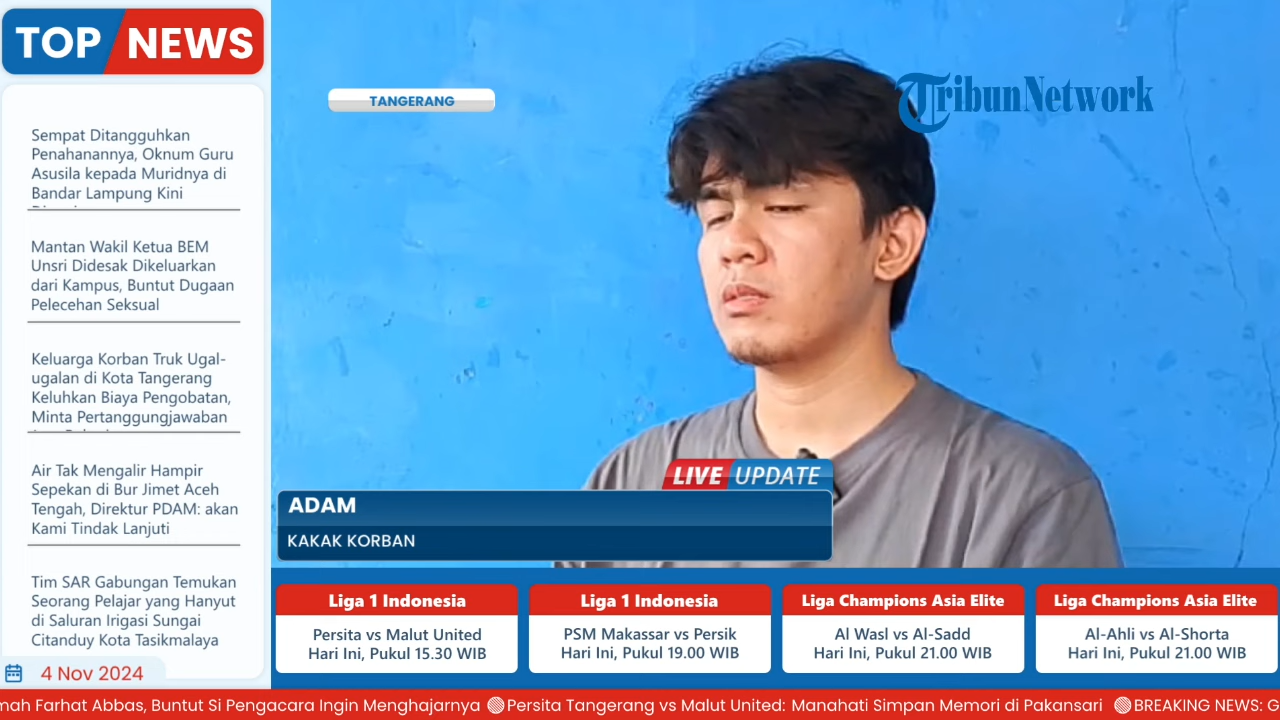 TOP NEWS
Sempat Ditangguhkan
Penahanannya, Oknum Guru
Asusila kepada Muridnya di
Bandar Lampung Kini
Mantan Wakil Ketua BEM
Unsri Didesak Dikeluarkan
dari Kampus, Buntut Dugaan
Pelecehan Seksual
Keluarga Korban Truk Ugal-
ugalan di Kota Tangerang
Keluhkan Biaya Pengobatan,
Minta Pertanggungjawaban
Air Tak Mengalir Hampir
Sepekan di Bur Jimet Aceh
Tengah, Direktur PDAM: akan
Kami Tindak Lanjuti
Tim SAR Gabungan Temukan
Seorang Pelajar yang Hanyut
di Saluran Irigasi Sungai
Citanduy Kota Tasikmalaya
4 Nov 2024
TANGERANG
TribunNetwork
LIVE UPDATE
ADAM
KAKAK KORBAN
Liga 1 Indonesia
Persita vs Malut United
Hari Ini, Pukul 15.30 WIB
Liga 1 Indonesia
PSM Makassar vs Persik
Hari Ini, Pukul 19.00 WIB
Liga Champions Asia Elite
Al Wasl vs Al-Sadd
Hari Ini, Pukul 21.00 WIB
Liga Champions Asia Elite
Al-Ahli vs Al-Shorta
Hari Ini, Pukul 21.00 WIB
mah Farhat Abbas, Buntut Si Pengacara Ingin Menghajarnya Persita Tangerang vs Malut United: Manahati Simpan Memori di Pakansari BREAKING NEWS: G